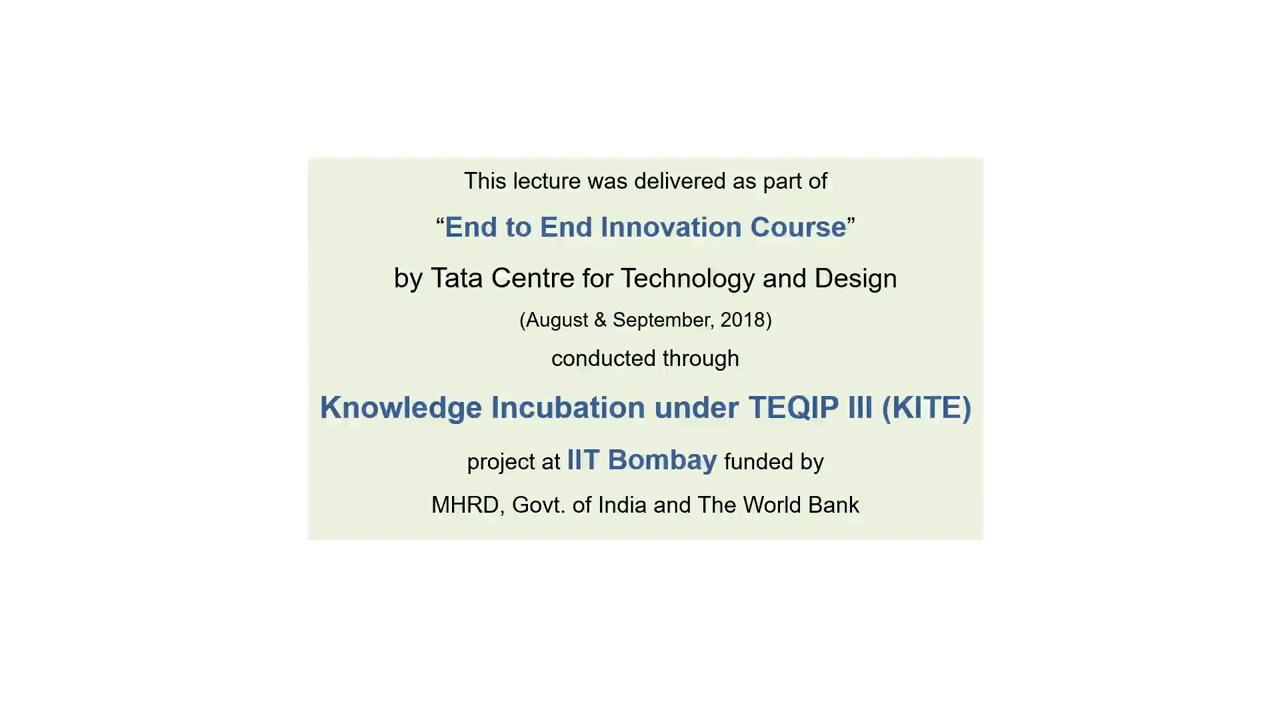 This lecture was delivered as part of
“End to End Innovation Course”
by Tata Centre for Technology and Design
(August & September, 2018)
conducted through
Knowledge Incubation under TEQIP III (KITE)
project at IIT Bombay funded by
MHRD, Govt. of India and The World Bank